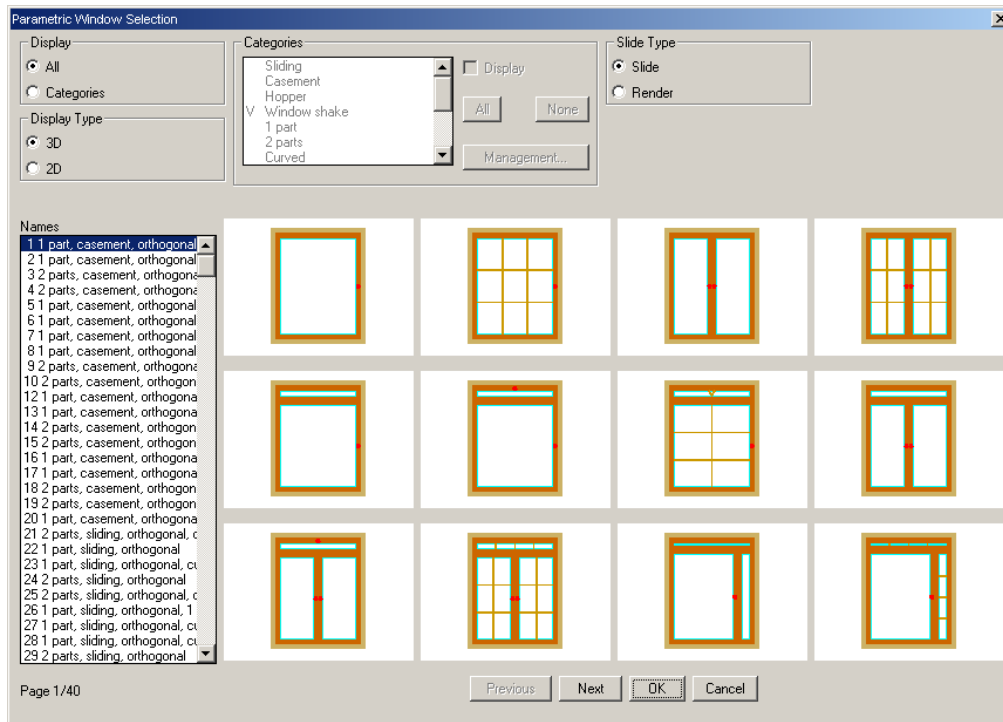 Parametric Window Selection
Display
All
Categories
Display Type
3D
2D
Categories
Sliding
Casement
Hopper
V Window shake
1 part
2 parts
Curved
Display
All
None
Management...
Slide Type
Slide
Render
Names
1 1 part, casement, orthogonal
2 1 part, casement, orthogonal
3 2 parts, casement, orthogona
4 2 parts, casement, orthogona
5 1 part, casement, orthogonal
6 1 part, casement, orthogonal
7 1 part, casement, orthogonal
8 1 part, casement, orthogonal
9 2 parts, casement, orthogona
10 2 parts, casement, orthogon
12 1 part, casement, orthogona
13 1 part, casement, orthogona
14 2 parts, casement, orthogon
15 2 parts, casement, orthogon
16 1 part, casement, orthogona
17 1 part, casement, orthogona
18 2 parts, casement, orthogon
19 2 parts, casement, orthogon
20 1 part, casement, orthogona
21 2 parts, sliding, orthogonal, c
22 1 part, sliding, orthogonal
23 1 part, sliding, orthogonal, cu
24 2 parts, sliding, orthogonal
25 2 parts, sliding, orthogonal, c
26 1 part, sliding, orthogonal, 1
27 1 part, sliding, orthogonal, cu
28 1 part, sliding, orthogonal, cu
29 2 parts, sliding, orthogonal
Page 1/40
Previous
Next
OK
Cancel